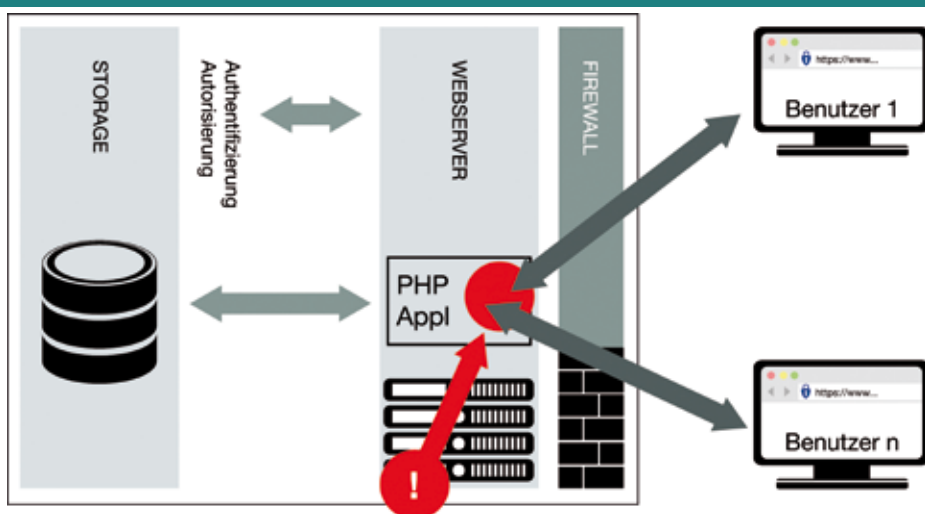 STORAGE
Authentifizierung
Autorisierung
WEBSERVER
FIREWALL
PHP
Appl
!
https://www...
Benutzer 1
https://www...
Benutzer n